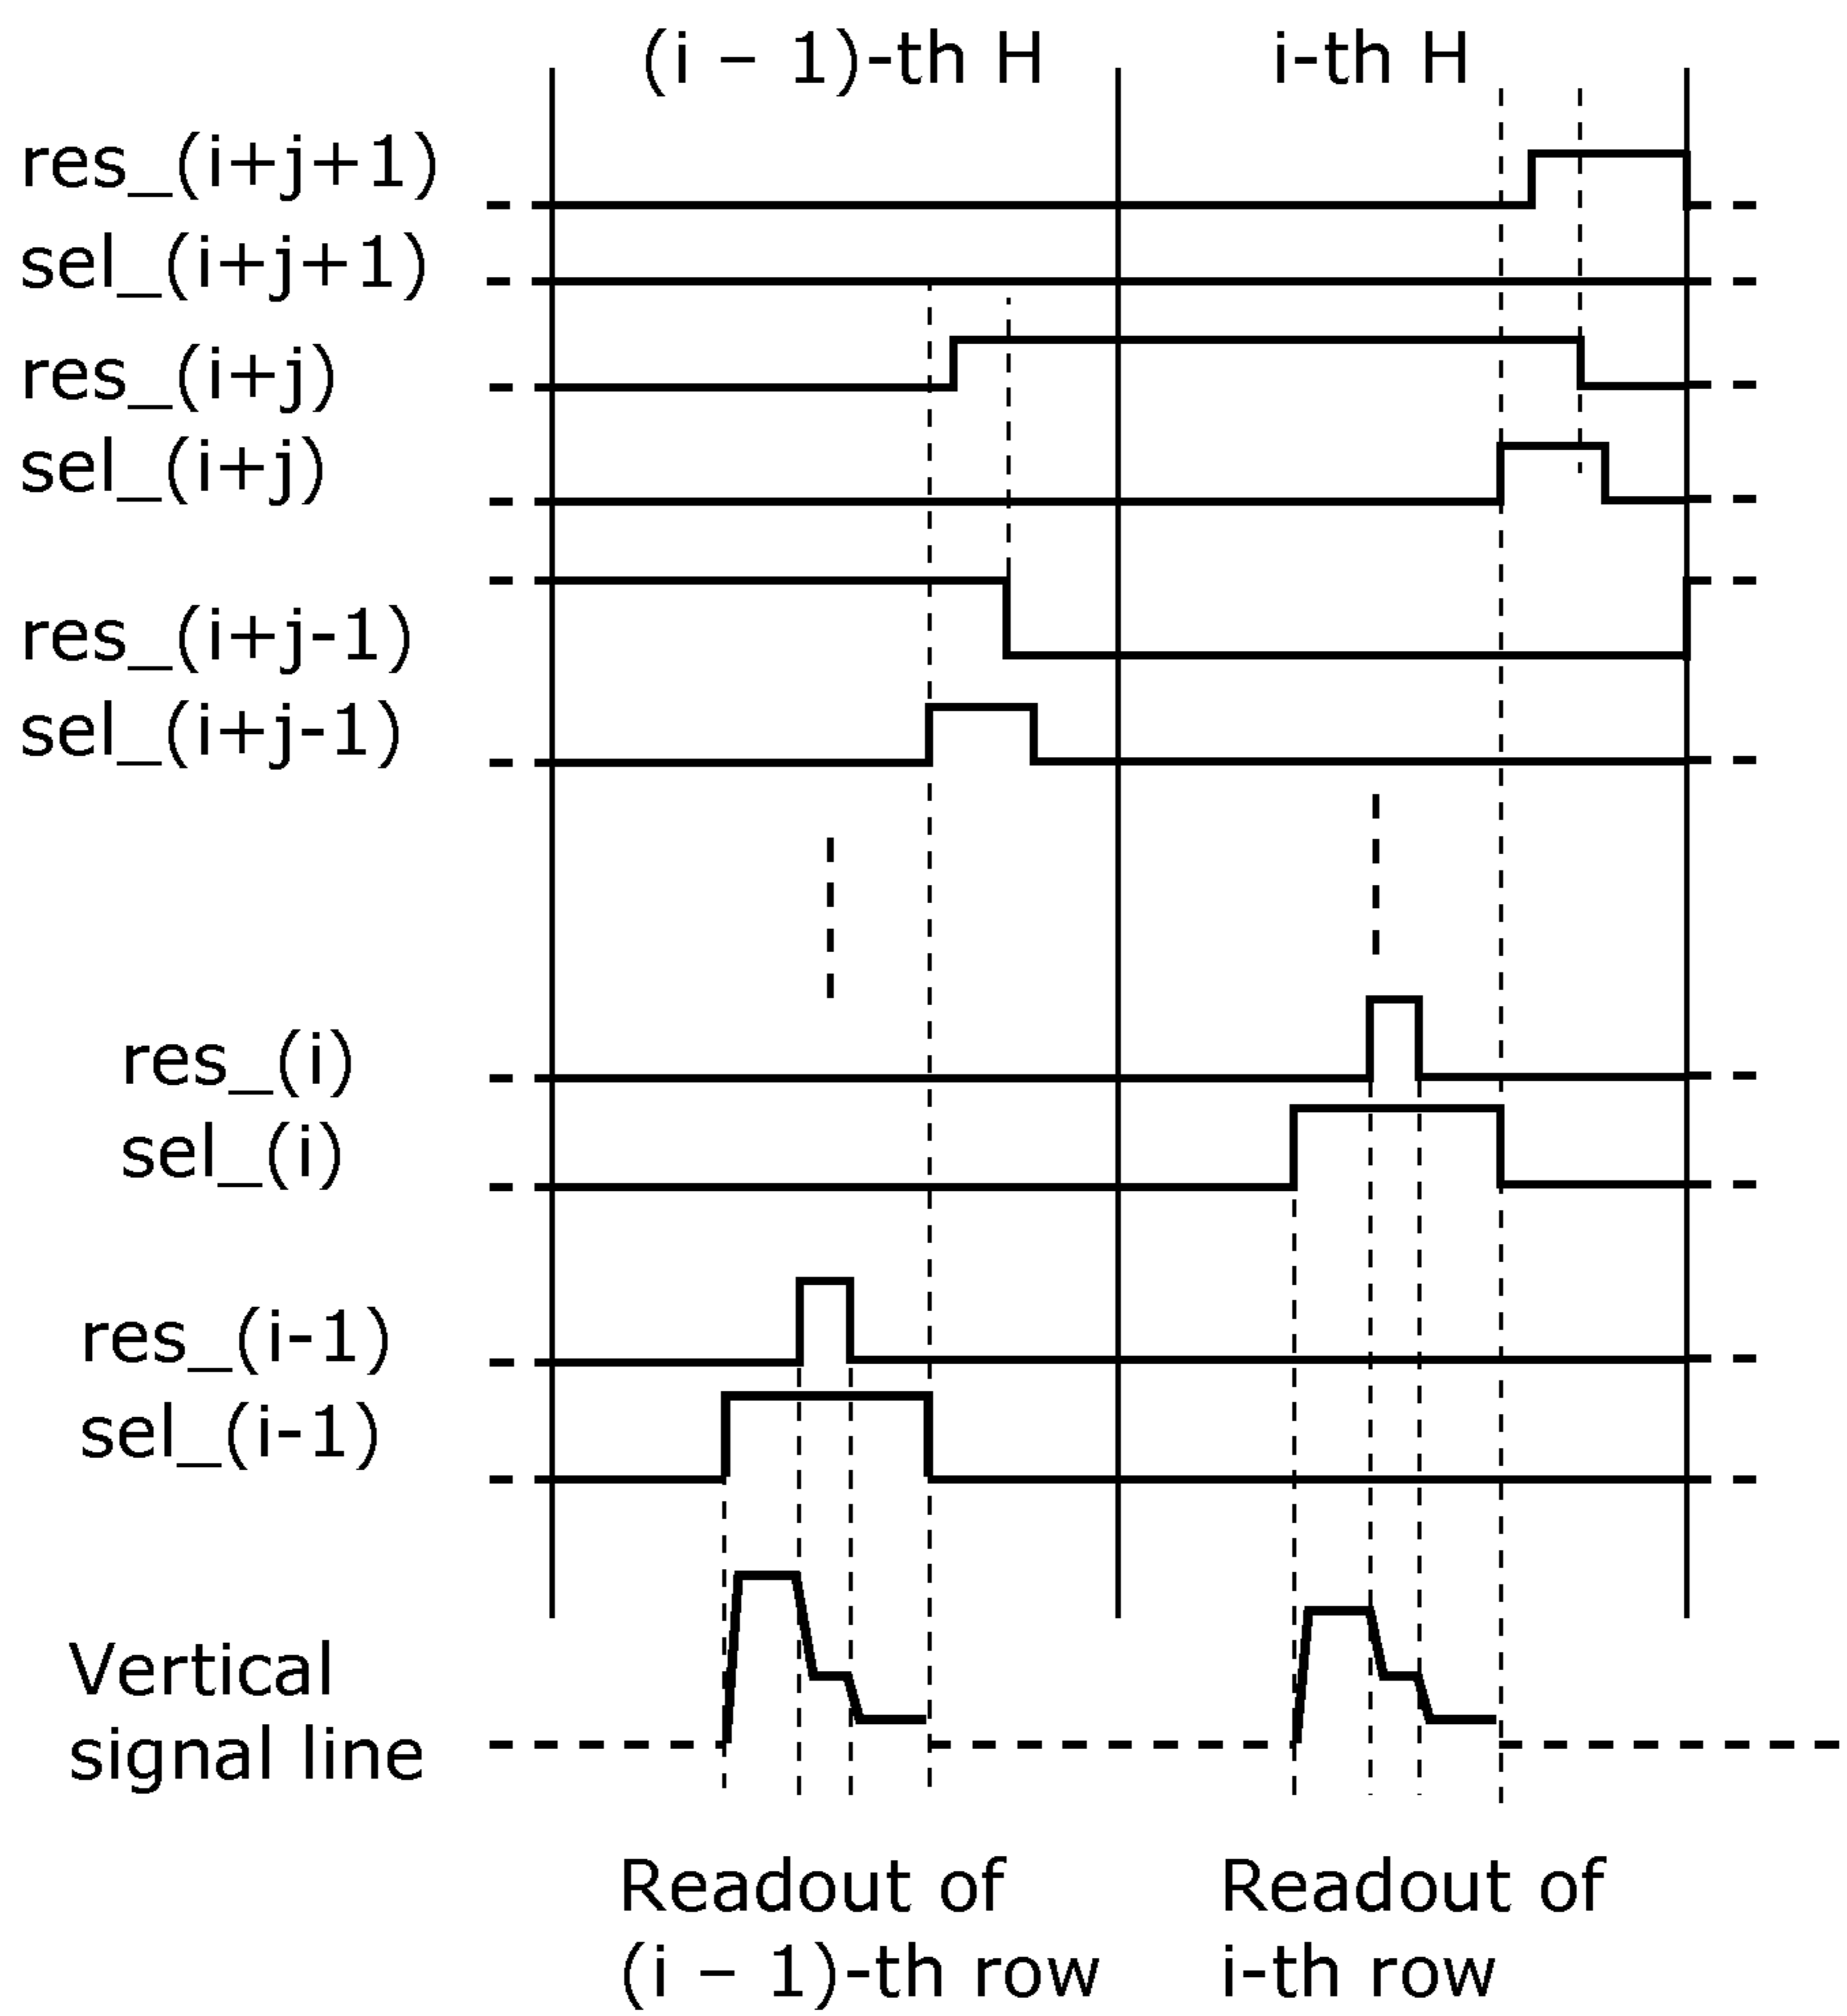 (i – 1)-th H
i-th H
res_(i+j+1)
sel_(i+j+1)
res_(i+j)
sel_(i+j)
res_(i+j-1)
sel_(i+j-1)
res_(i)
sel_(i)
res_(i-1)
sel_(i-1)
Vertical
signal line
Readout of
(i – 1)-th row
Readout of
i-th row